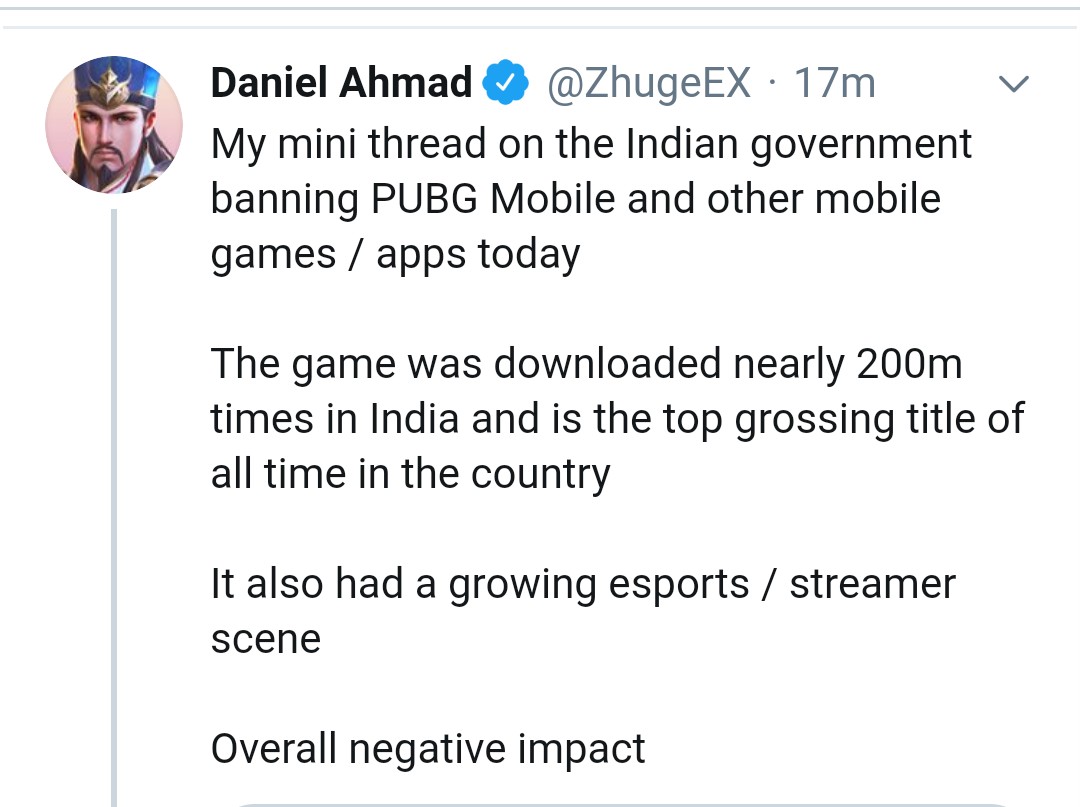 Daniel Ahmad @ZhugeEX · 17m
My mini thread on the Indian government
banning PUBG Mobile and other mobile
games / apps today
The game was downloaded nearly 200m
times in India and is the top grossing title of
all time in the country
It also had a growing esports / streamer
scene
Overall negative impact